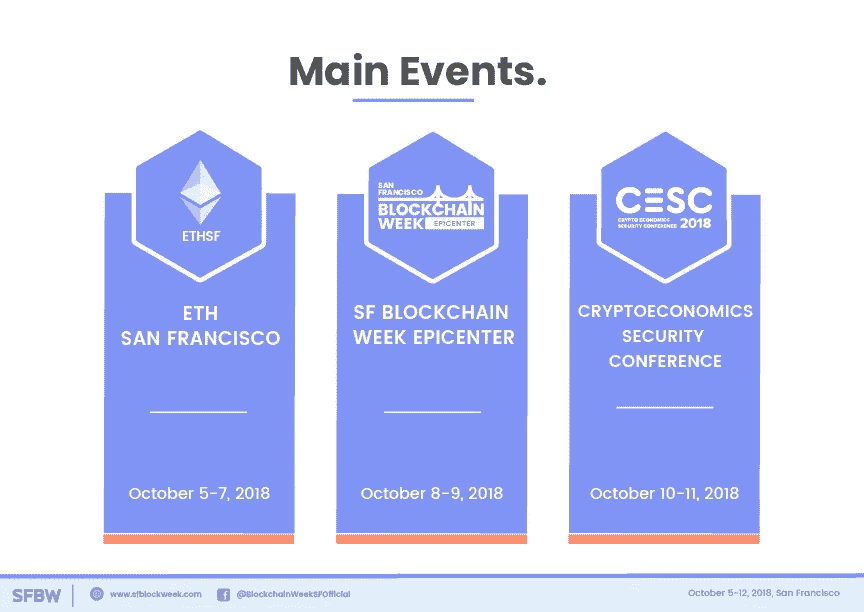 Main Events.
ETHSF
ETH
SAN FRANCISCO
October 5-7, 2018
SAN
FRANCISCO
BLOCKCHAIN
WEEK EPICENTER
SF BLOCKCHAIN
WEEK EPICENTER
October 8-9, 2018
CESC
CRYPTO ECONOMICS
SECURITY CONFERENCE 2018
CRYPTOECONOMICS
SECURITY
CONFERENCE
October 10-11, 2018
SFBW www.sfblockweek.com @BlockchainWeekSFOfficial October 5-12, 2018, San Francisco